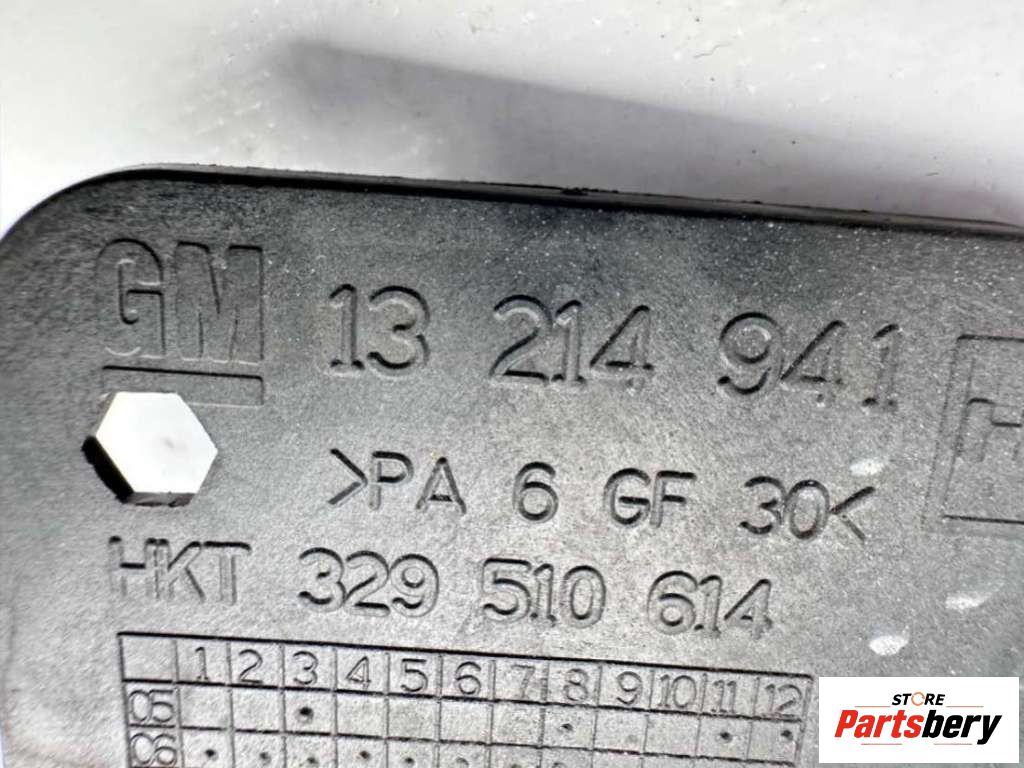 GM 13 214 941
>PA 6 GF 30<
HKT 329 510 614
1 2 3 4 5 6 7 8 9 10 11 12
05
06
STORE
Partsbery